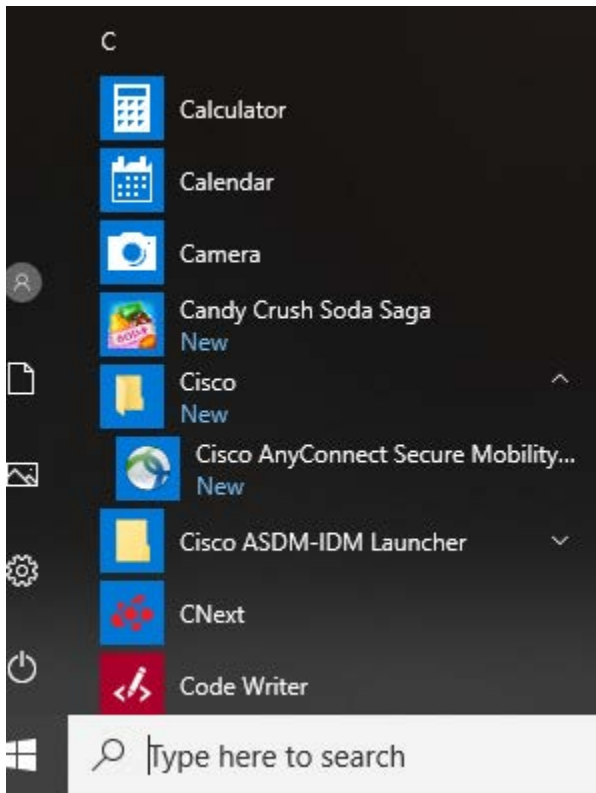 C
Calculator
Calendar
Camera
Candy Crush Soda Saga
New
Cisco
New
Cisco AnyConnect Secure Mobility...
New
Cisco ASDM-IDM Launcher
CNext
Code Writer
Type here to search